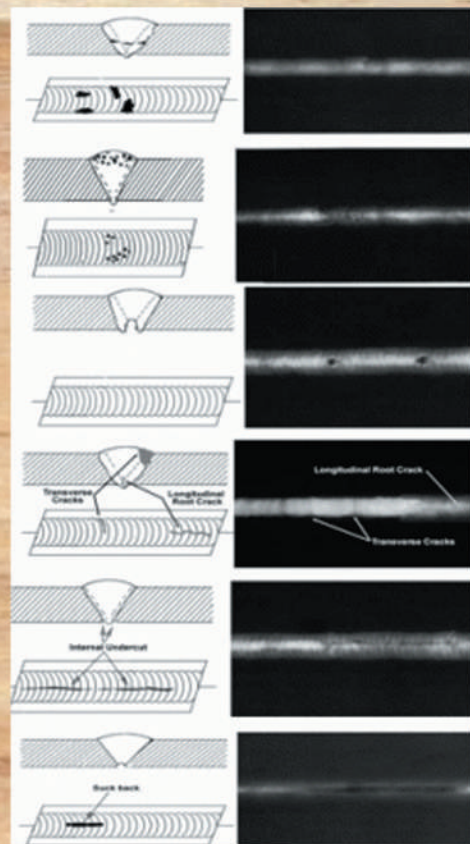 Transverse
Cracks
Longitudinal
Root Crack
Longitudinal Root Crack
Transverse Cracks
Internal Undercut
Suck back